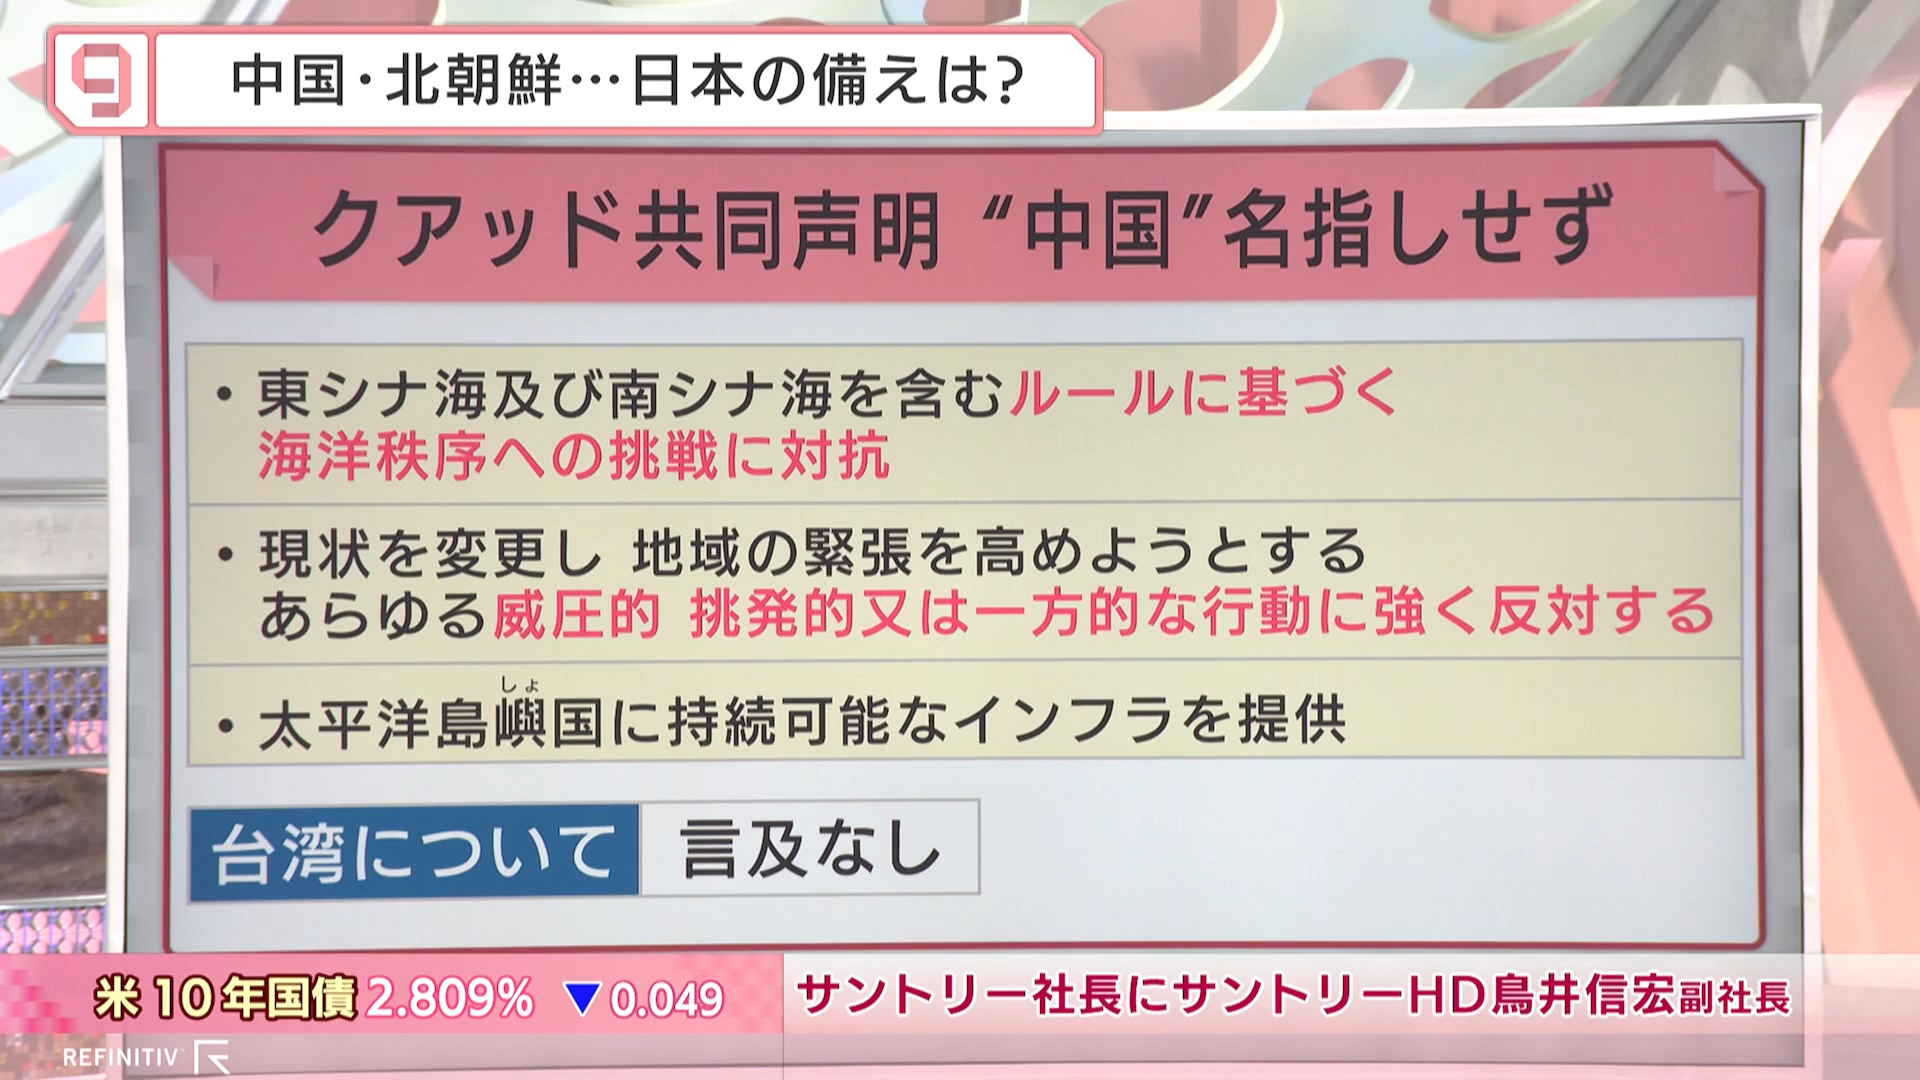 9
中国・北朝鮮…日本の備えは?
クアッド共同声明 “中国”名指しせず
・東シナ海及び南シナ海を含むルールに基づく
海洋秩序への挑戦に対抗
・現状を変更し 地域の緊張を高めようとする
あらゆる威圧的 挑発的又は一方的な行動に強く反対する
しょ
・太平洋島嶼国に持続可能なインフラを提供
台湾について 言及なし
米10年国債 2.809% ▼0.049
サントリー社長にサントリーHD鳥井信宏副社長
REFINITIV